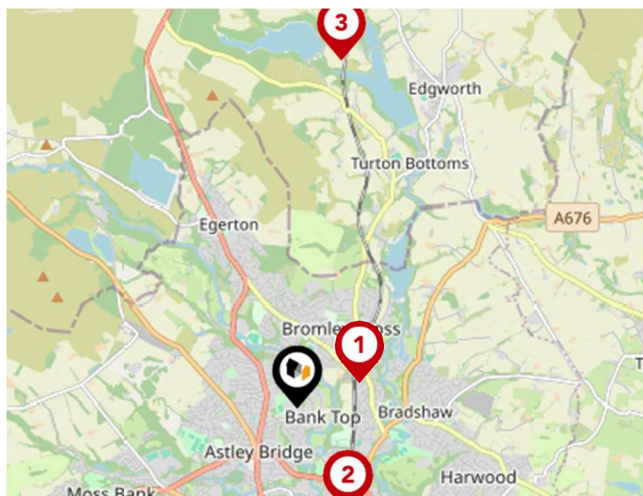 3
Edgworth
Turton Bottoms
A676
Egerton
Bromley Cross
1
Bank Top
Bradshaw
Astley Bridge
2
Harwood
Moss Bank
T